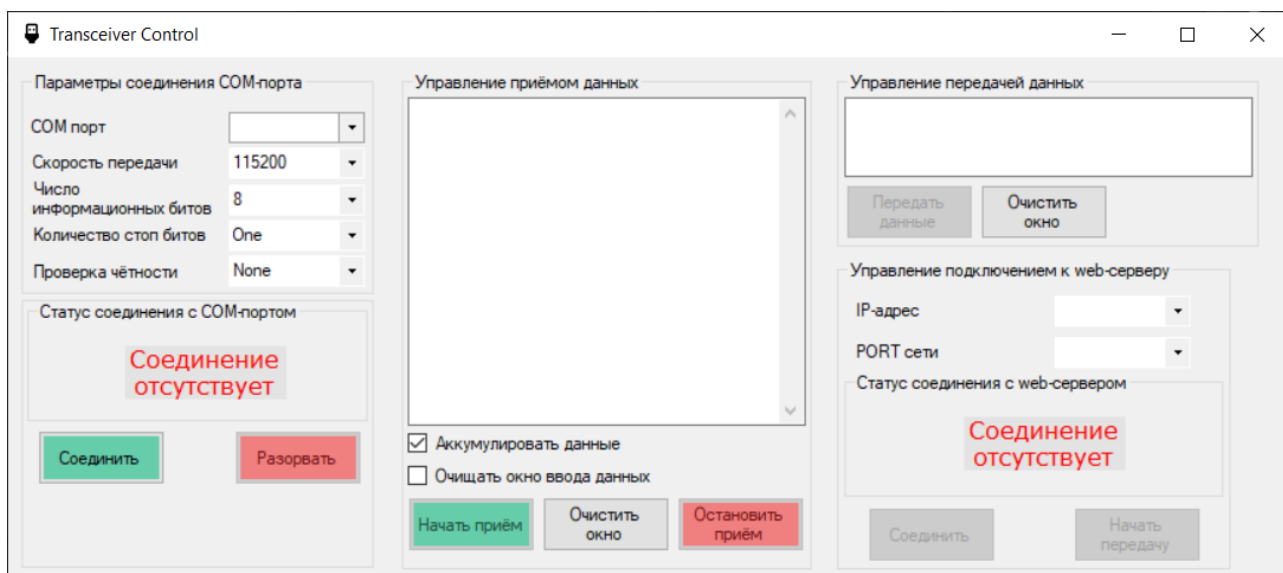 Transceiver Control
Параметры соединения COM-порта
COM порт
Скорость передачи
115200
Число
информационных битов
8
Количество стоп битов
One
Проверка чётности
None
Статус соединения с COM-портом
Соединение
отсутствует
Соединить
Разорвать
Управление приёмом данных
Аккумулировать данные
Очищать окно ввода данных
Начать приём
Очистить
окно
Остановить
приём
Управление передачей данных
Передать
данные
Очистить
окно
Управление подключением к web-серверу
IP-адрес
PORT сети
Статус соединения с web-сервером
Соединение
отсутствует
Соединить
Начать
передачу